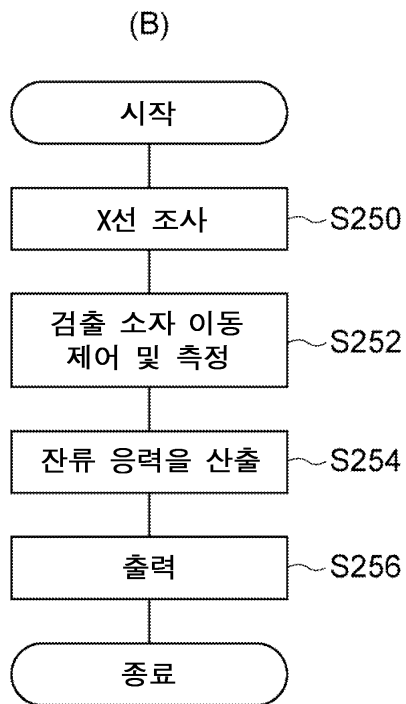 (B)
시작
X선 조사
S250
검출 소자 이동
제어 및 측정
S252
잔류 응력을 산출
S254
출력
S256
종료